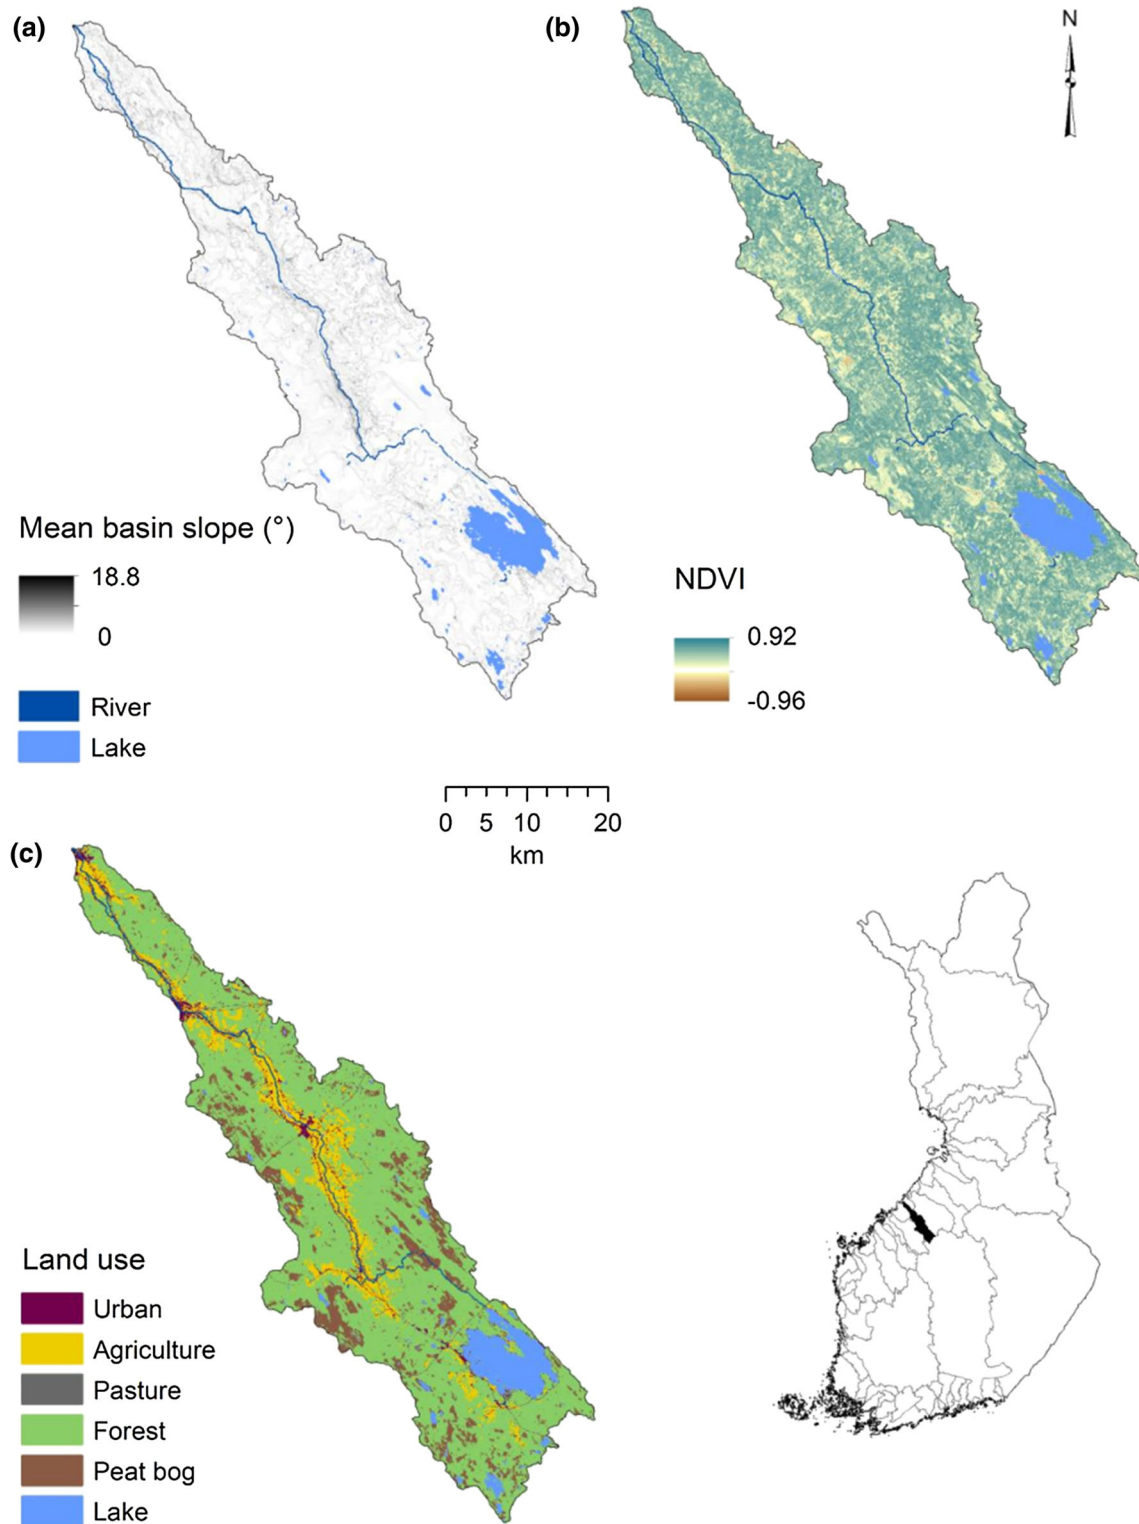 (a)
(b)
N
Mean basin slope (°)
18.8
0
River
Lake
NDVI
0.92
-0.96
0 5 10 20
km
(c)
Land use
Urban
Agriculture
Pasture
Forest
Peat bog
Lake